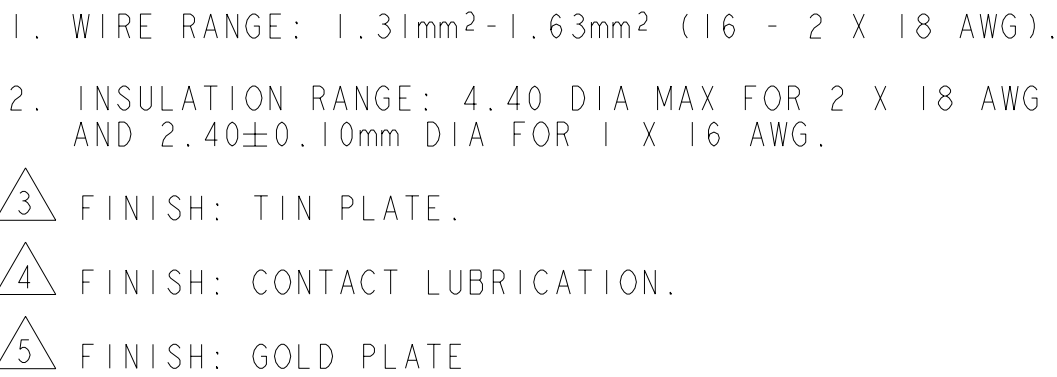 1. WIRE RANGE: 1.31mm2-1.63mm2 (16 - 2 X 18 AWG).
2. INSULATION RANGE: 4.40 DIA MAX FOR 2 X 18 AWG
AND 2.40±0.10mm DIA FOR 1 X 16 AWG.
3 FINISH: TIN PLATE.
4 FINISH: CONTACT LUBRICATION.
5 FINISH: GOLD PLATE